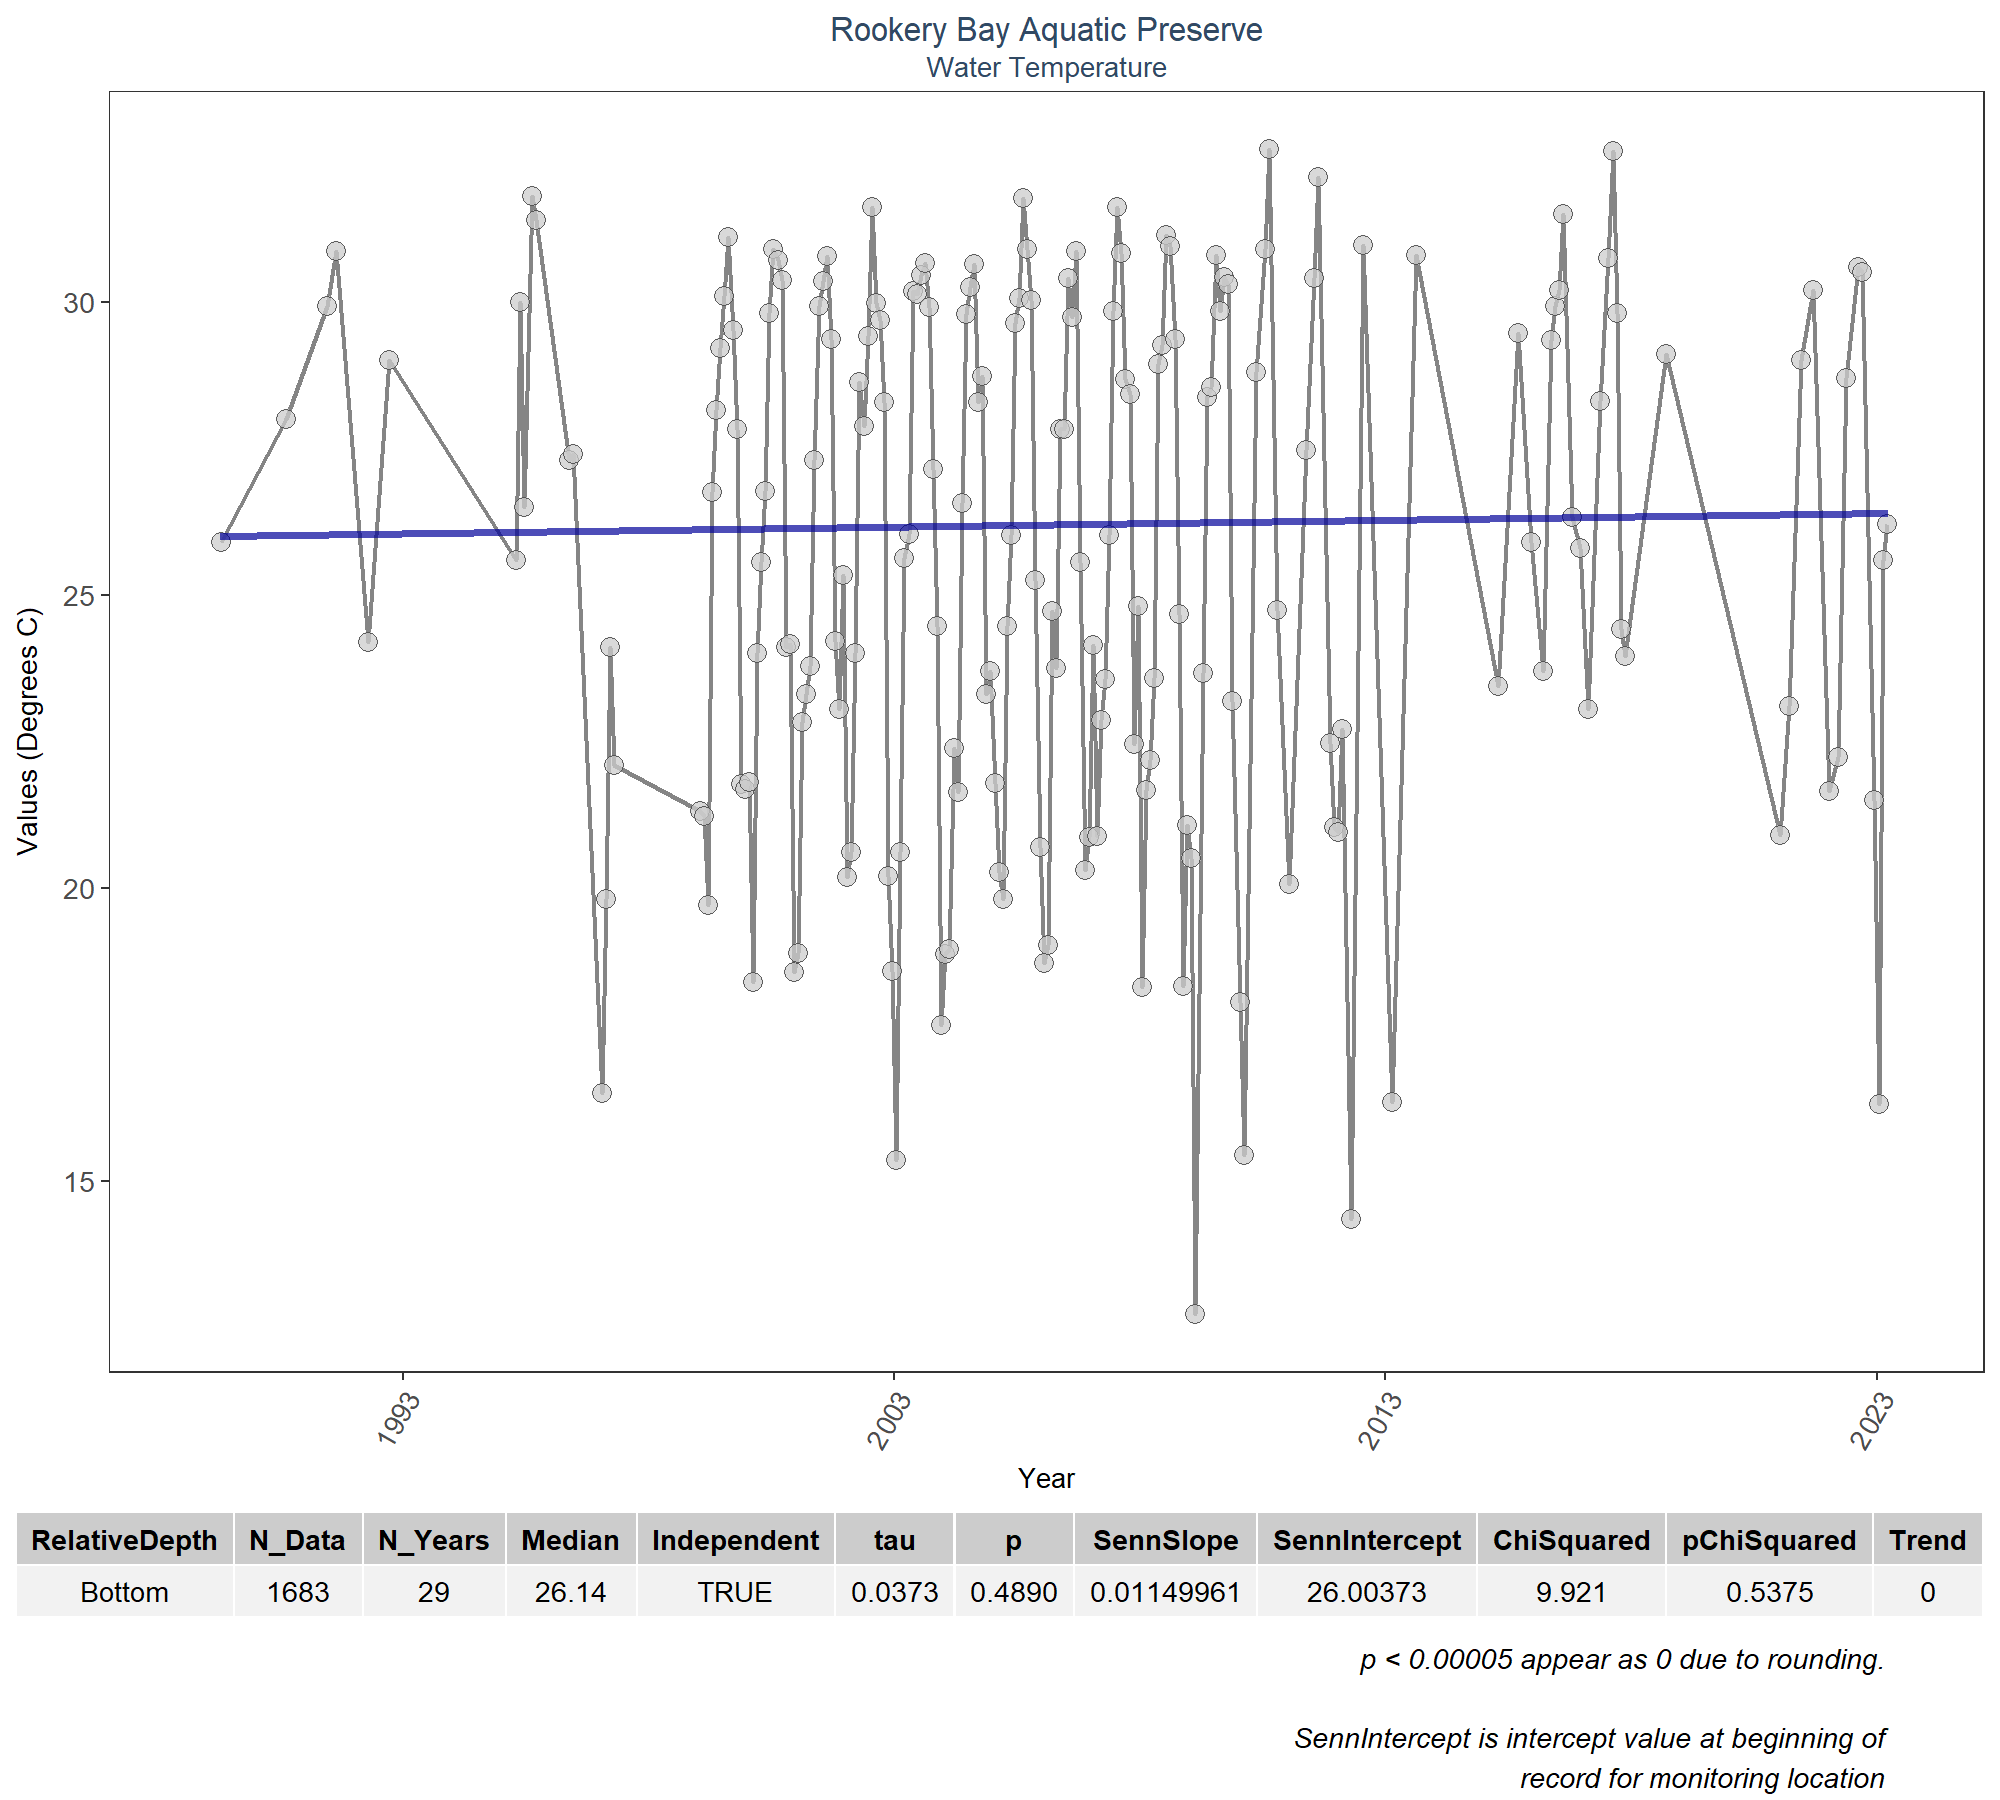 Rookery Bay Aquatic Preserve
Water Temperature
Values (Degrees C)
30
25
20
15
1993
2003
2013
2023
Year
RelativeDepth N_Data N_Years Median Independent tau p SennSlope SennIntercept ChiSquared pChiSquared Trend
Bottom 1683 29 26.14 TRUE 0.0373 0.4890 0.01149961 26.00373 9.921 0.5375 0
p < 0.00005 appear as 0 due to rounding.
SennIntercept is intercept value at beginning of
record for monitoring location